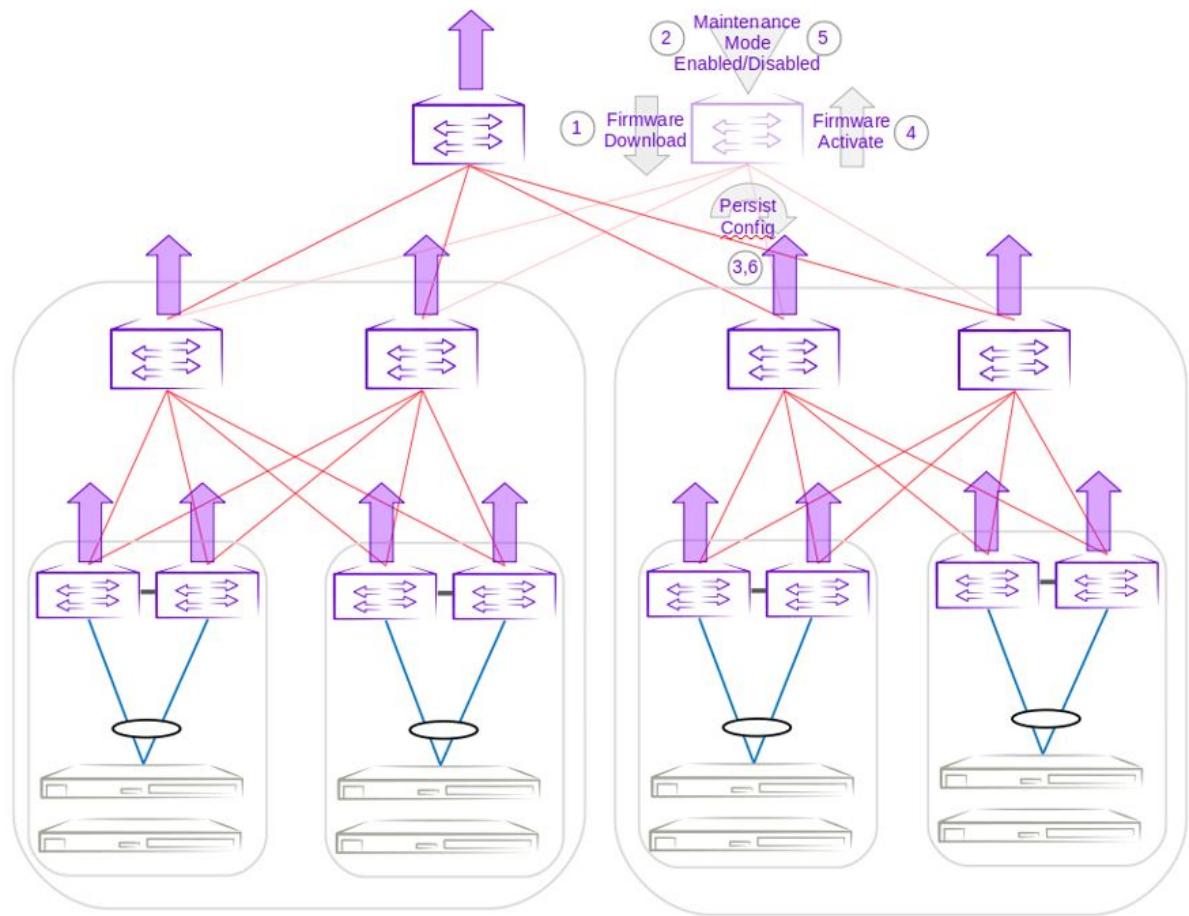 2
Maintenance
Mode
Enabled/Disabled
5
1
Firmware
Download
Firmware
Activate
4
Persist
Config
3,6